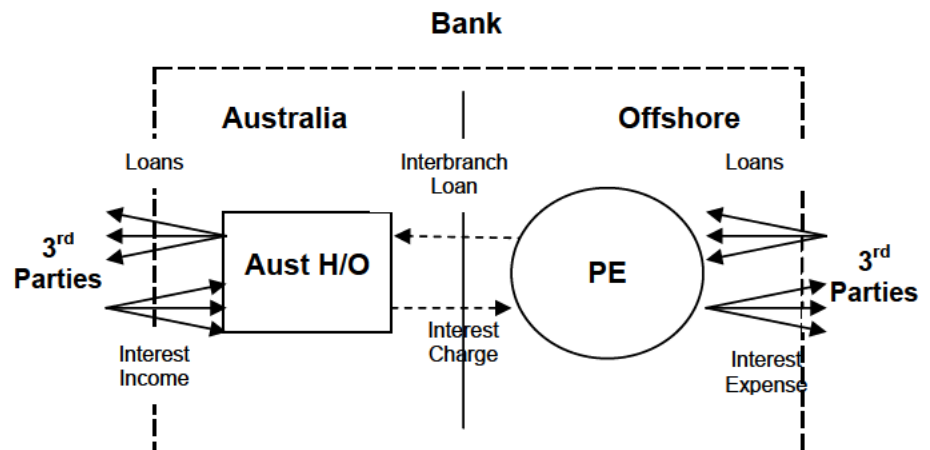 Bank
Australia
Offshore
Loans
Interbranch
Loan
Loans
3rd
Parties
Aust H/O
PE
3rd
Parties
Interest
Income
Interest
Charge
Interest
Expense